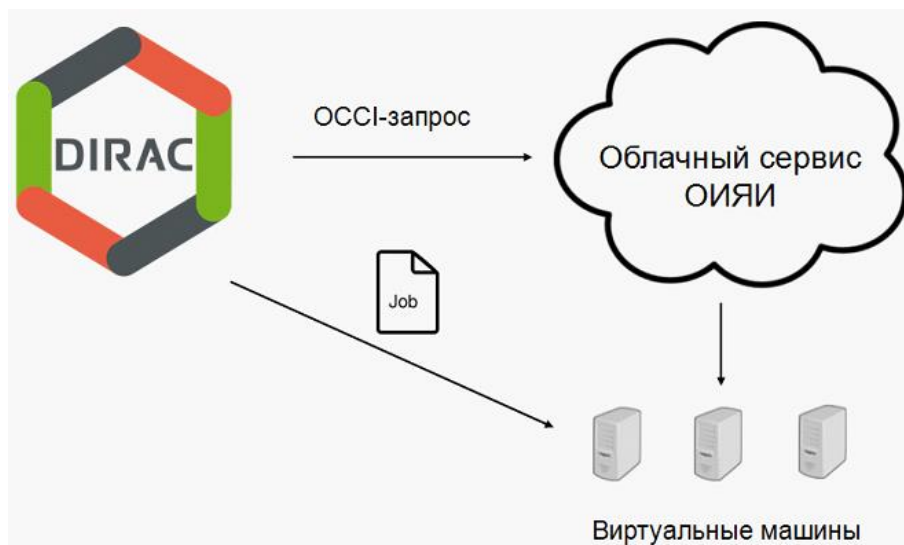 DIRAC
OCCI-запрос
Облачный сервис
ОИЯИ
Job
Виртуальные машины